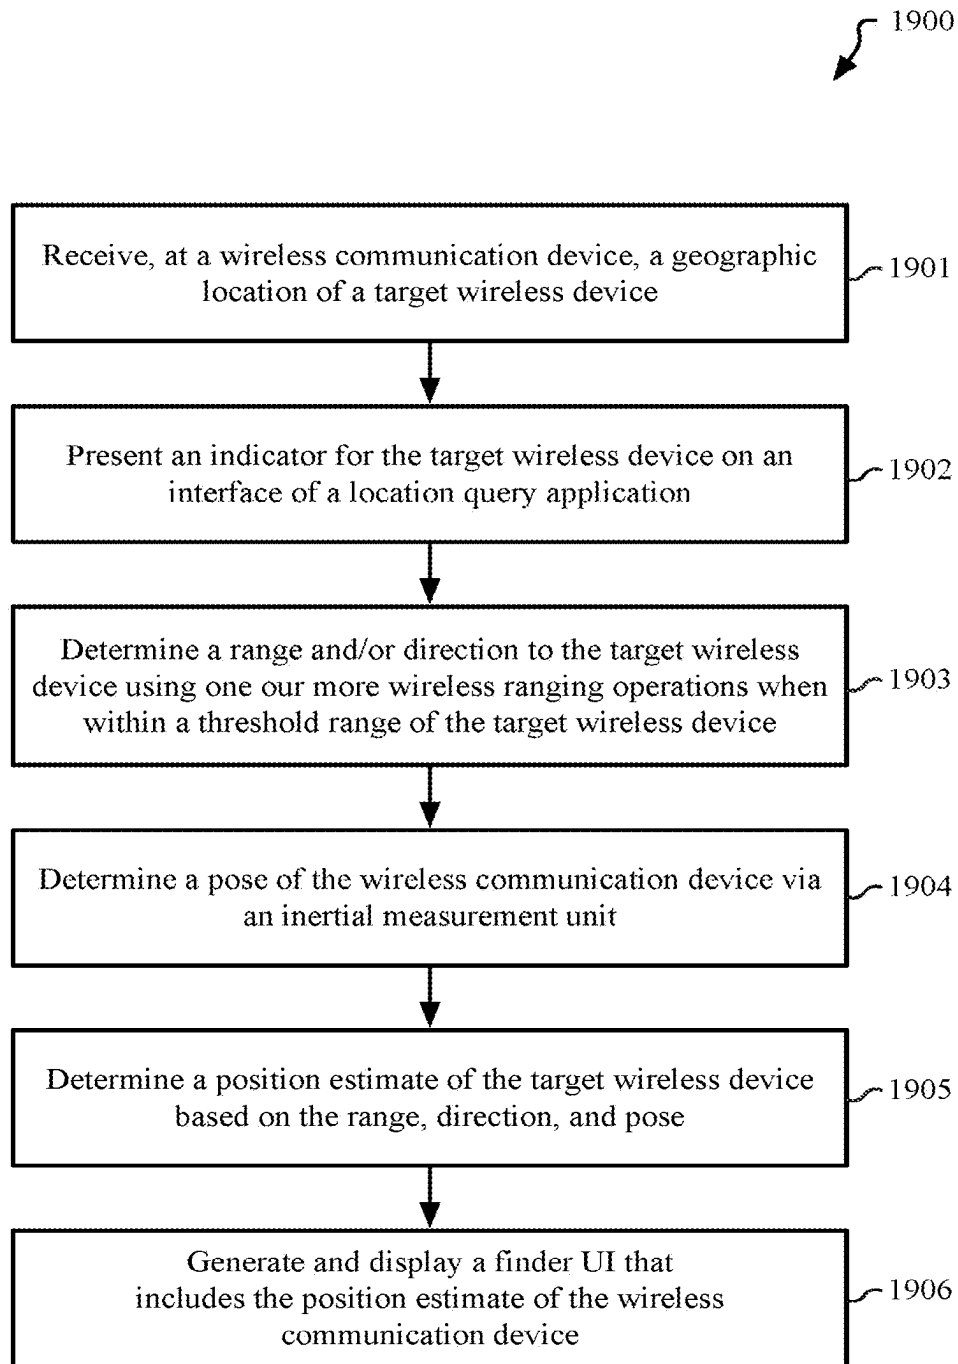 1900
Receive, at a wireless communication device, a geographic
location of a target wireless device
1901
Present an indicator for the target wireless device on an
interface of a location query application
1902
Determine a range and/or direction to the target wireless
device using one our more wireless ranging operations when
within a threshold range of the target wireless device
1903
Determine a pose of the wireless communication device via
an inertial measurement unit
1904
Determine a position estimate of the target wireless device
based on the range, direction, and pose
1905
Generate and display a finder UI that
includes the position estimate of the wireless
communication device
1906